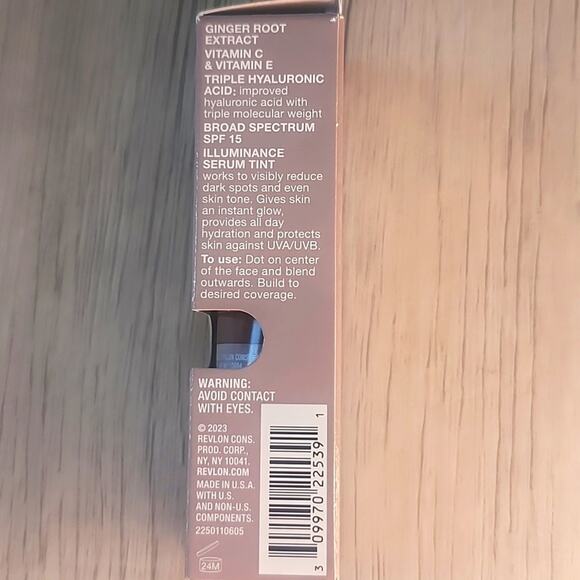 GINGER ROOT
EXTRACT
VITAMIN C
& VITAMIN E
TRIPLE HYALURONIC
ACID: improved
hyaluronic acid with
triple molecular weight
BROAD SPECTRUM
SPF 15
ILLUMINANCE
SERUM TINT
works to visibly reduce
dark spots and even
skin tone. Gives skin
an instant glow,
provides all day
hydration and protects
skin against UVA/UVB.
To use: Dot on center
of the face and blend
outwards. Build to
desired coverage.
WARNING:
AVOID CONTACT
WITH EYES.
© 2023
REVLON CONS.
PROD. CORP.,
NY, NY 10041.
REVLON.COM
MADE IN U.S.A.
WITH U.S.
AND NON-U.S.
COMPONENTS.
2250110605
24M
3 09970 22539 1